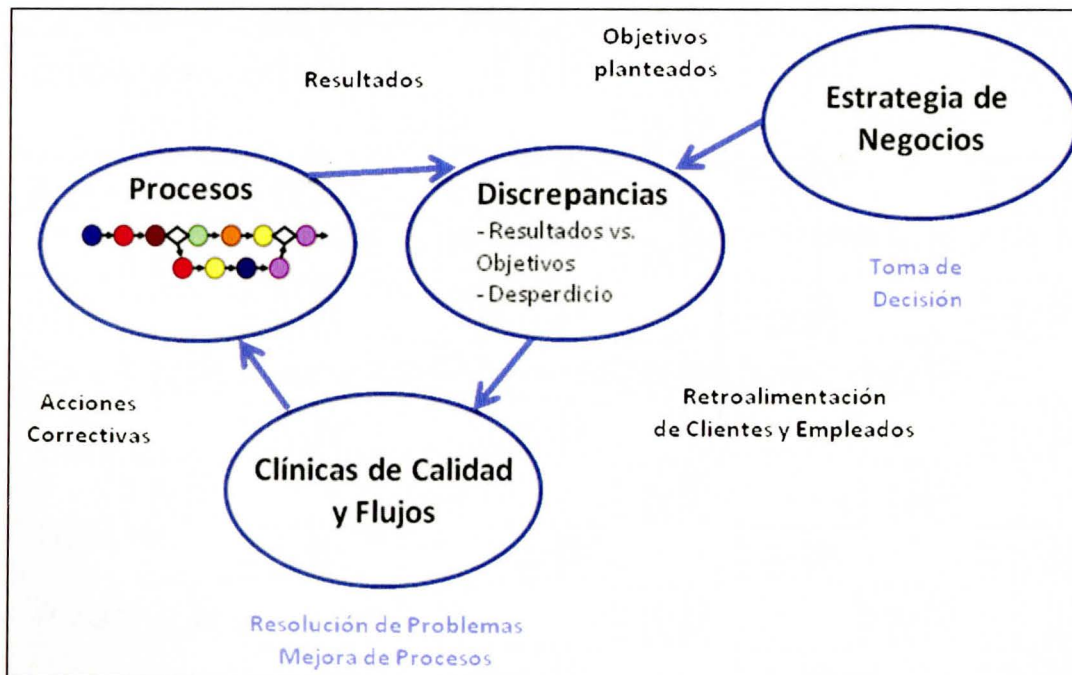 Objetivos
planteados
Resultados
Estrategia de
Negocios
Procesos
Discrepancias
- Resultados vs.
Objetivos
- Desperdicio
Toma de
Decisión
Acciones
Correctivas
Retroalimentación
de Clientes y Empleados
Clínicas de Calidad
y Flujos
Resolución de Problemas
Mejora de Procesos